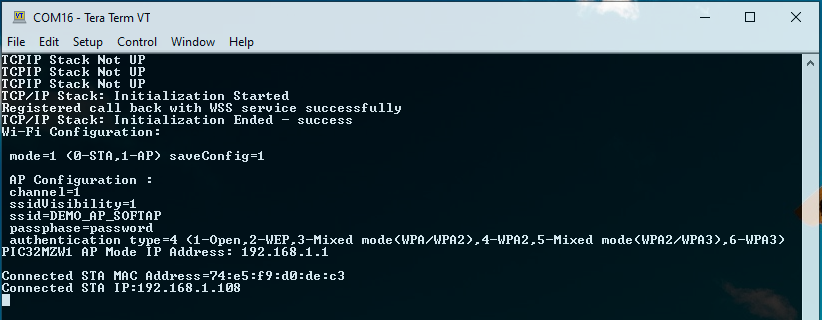 COM16 - Tera Term VT
File Edit Setup Control Window Help
TCPIP Stack Not UP
TCPIP Stack Not UP
TCPIP Stack Not UP
TCP/IP Stack: Initialization Started
Registered call back with WSS service successfully
TCP/IP Stack: Initialization Ended - success
Wi-Fi Configuration:
mode=1 (0-STA,1-AP) saveConfig=1
AP Configuration :
channel=1
ssidVisibility=1
ssid=DEMO_AP_SOFTAP
passphase=password
authentication type=4 (1-Open,2-WEP,3-Mixed mode(WPA/WPA2),4-WPA2,5-Mixed mode(WPA2/WPA3),6-WPA3)
PIC32MZW1 AP Mode IP Address: 192.168.1.1
Connected STA MAC Address=74:e5:f9:d0:de:c3
Connected STA IP:192.168.1.108